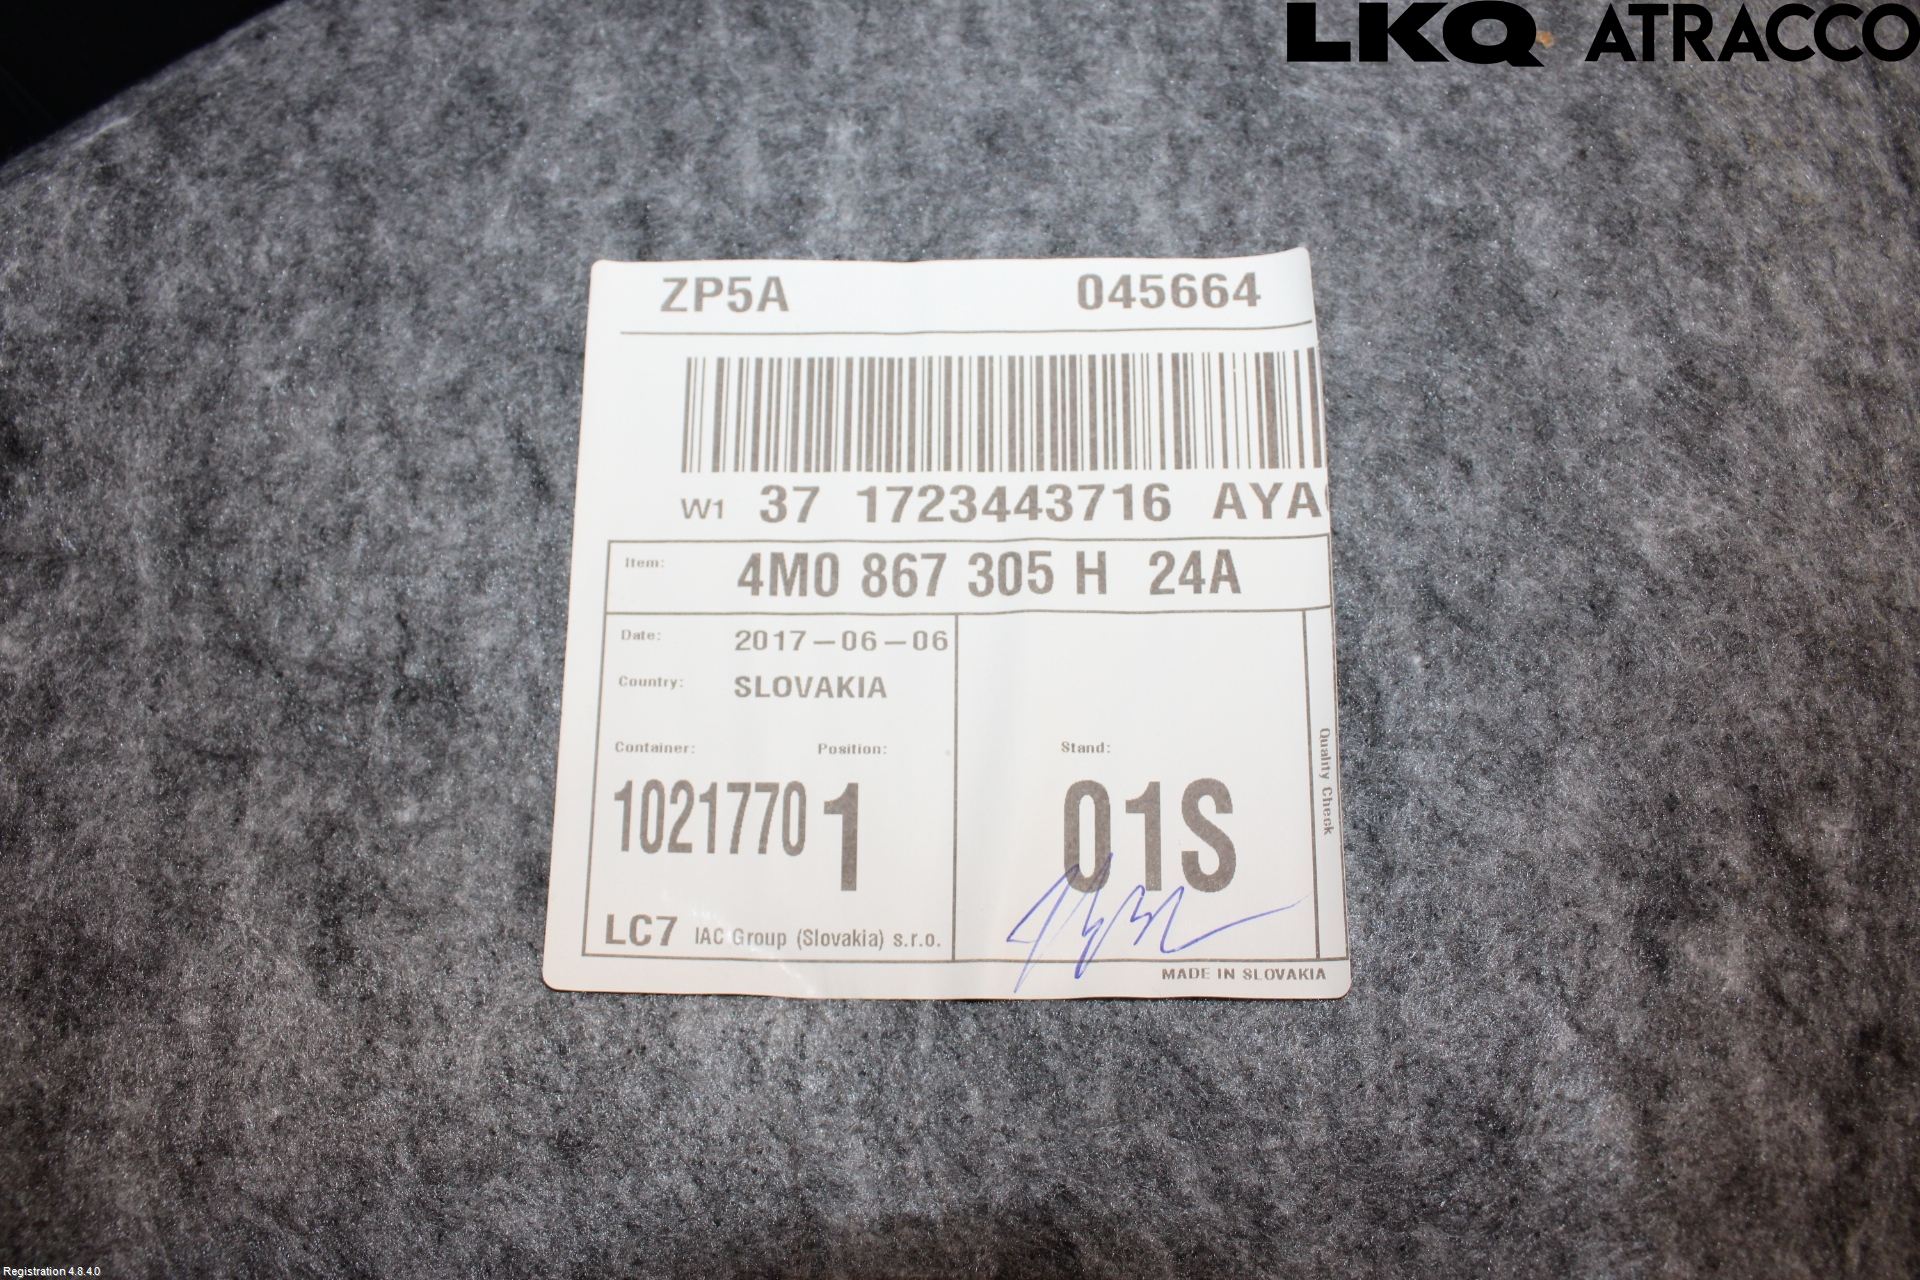 LKQ ATRACCO
ZP5A 045664
W1 37 1723443716 AYA
Item: 4M0 867 305 H 24A
Date: 2017-06-06
Country: SLOVAKIA
Container: Position: Stand:
1021770 1 01S
Quality Check
LC7 IAC Group (Slovakia) s.r.o.
MADE IN SLOVAKIA
Registration 4.8.4.0